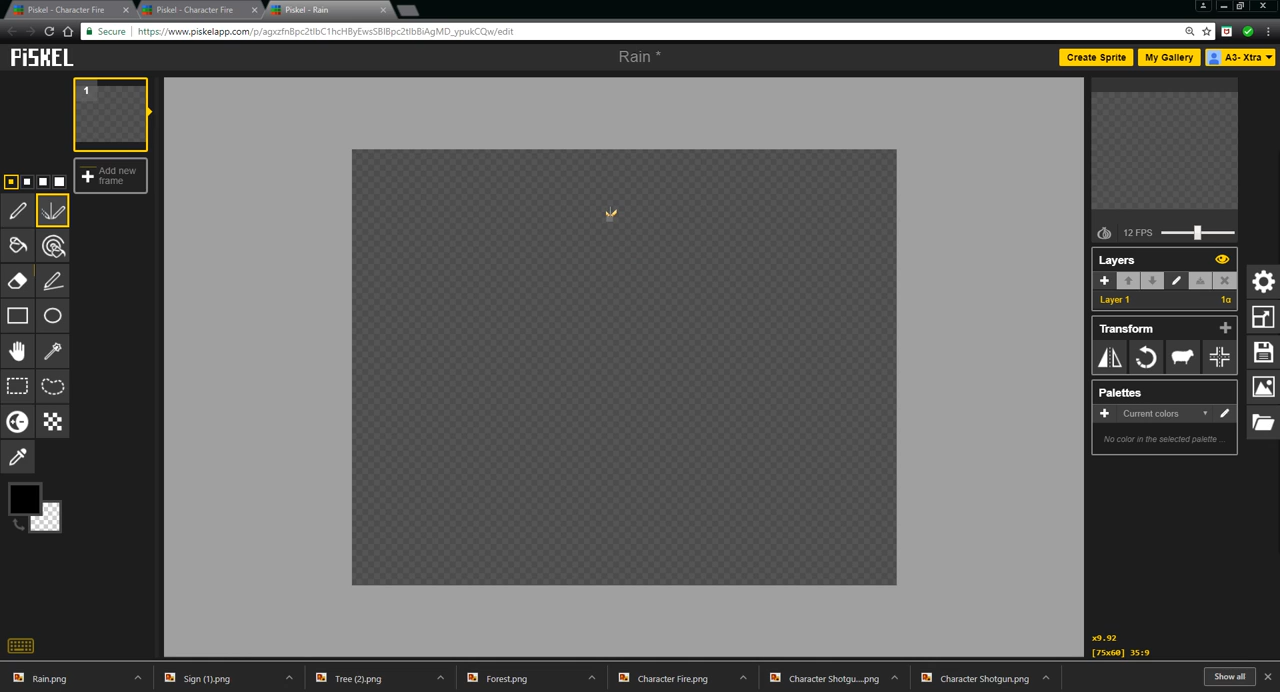 Piskel - Character Fire
Piskel - Character Fire
Piskel - Rain
Secure
https://www.piskelapp.com/p/agxzfnBpc2tlbC1hcHByEwsSBlBpc2tlbBiAgMD_ypukCQw/edit
PiSKEL
Rain *
Create Sprite
My Gallery
A3- Xtra
1
Add new
frame
12 FPS
Layers
Layer 1
1α
Transform
Palettes
Current colors
No color in the selected palette ...
x9.92
[75x60] 35:9
Rain.png
Sign (1).png
Tree (2).png
Forest.png
Character Fire.png
Character Shotgu....png
Character Shotgun.png
Show all